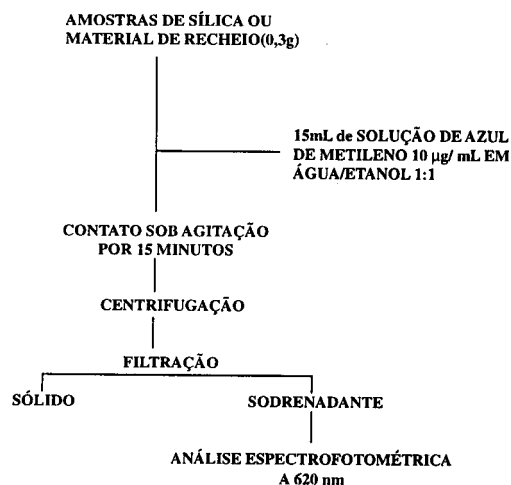 AMOSTRAS DE SÍLICA OU
MATERIAL DE RECHEIO(0,3g)
15mL de SOLUÇÃO DE AZUL
DE METILENO 10 µg/ mL EM
ÁGUA/ETANOL 1:1
CONTATO SOB AGITAÇÃO
POR 15 MINUTOS
CENTRIFUGAÇÃO
FILTRAÇÃO
SÓLIDO
SODRENADANTE
ANÁLISE ESPECTROFOTOMÉTRICA
A 620 nm